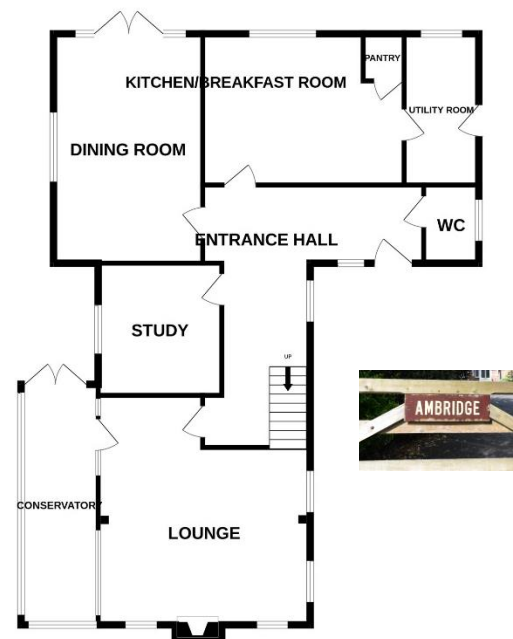 PANTRY
KITCHEN/BREAKFAST ROOM
UTILITY ROOM
DINING ROOM
WC
ENTRANCE HALL
STUDY
UP
AMBRIDGE
CONSERVATORY
LOUNGE